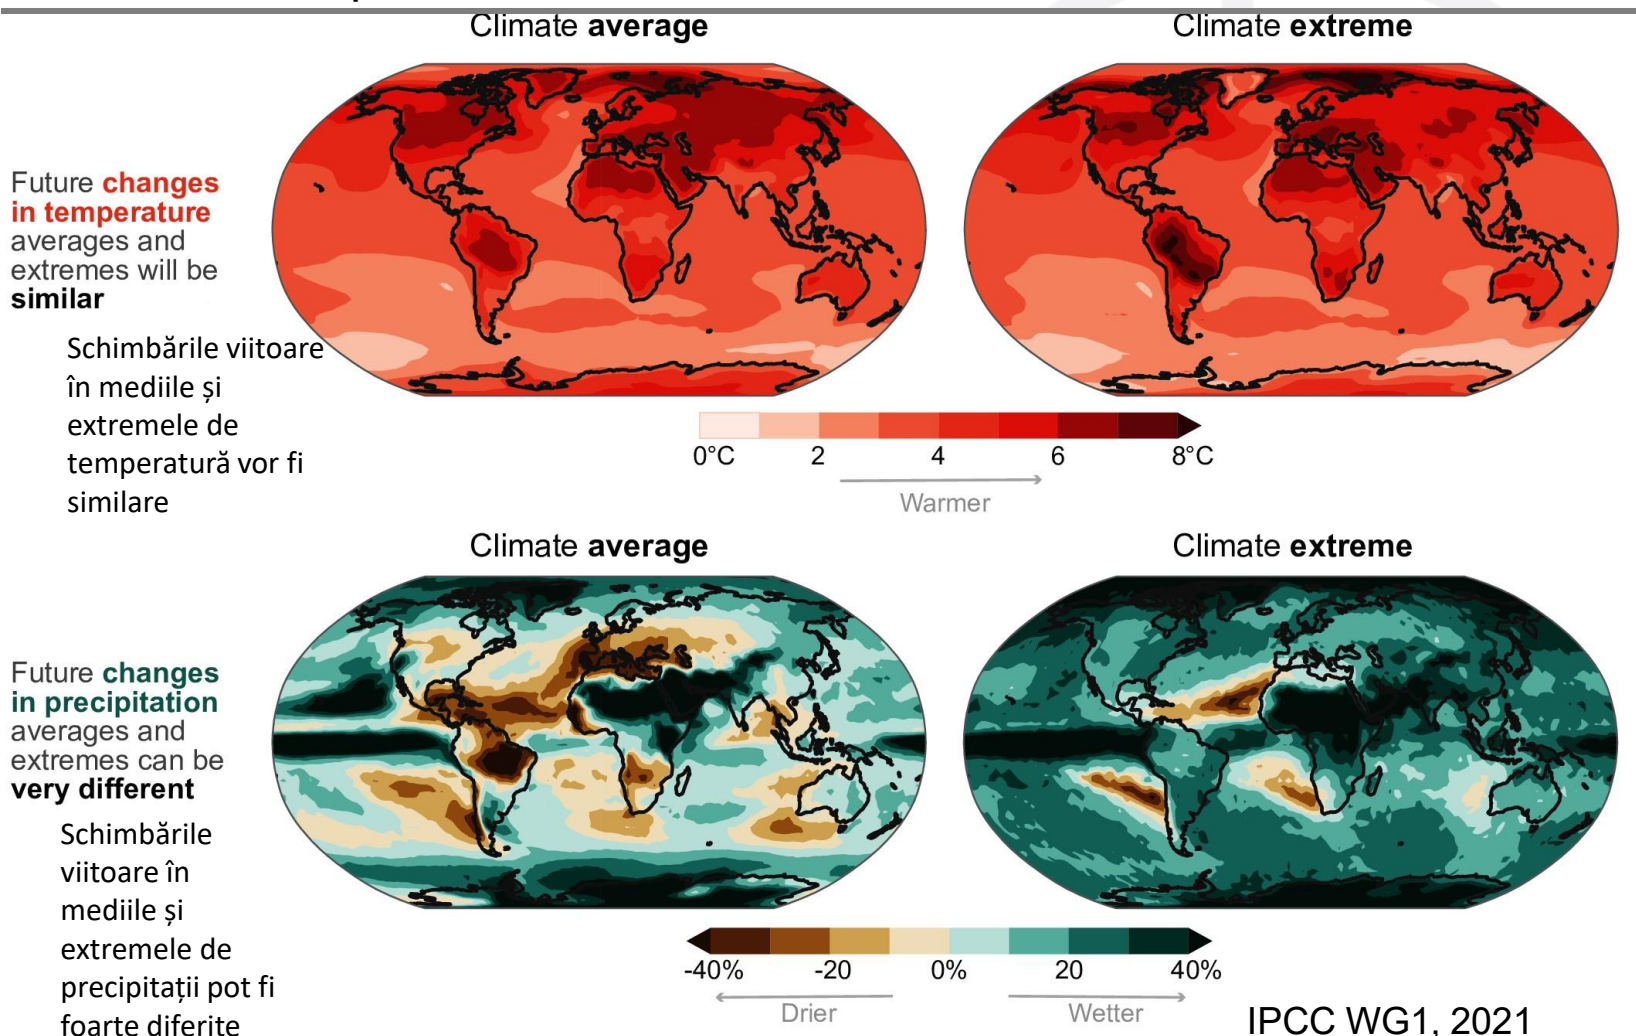 Climate average
Climate extreme
Future changes
in temperature
averages and
extremes will be
similar
Schimbările viitoare
în mediile și
extremele de
temperatură vor fi
similare
0°C 2 4 6 8°C
Warmer
Climate average
Climate extreme
Future changes
in precipitation
averages and
extremes can be
very different
Schimbările
viitoare în
mediile și
extremele de
precipitații pot fi
foarte diferite
-40% -20 0% 20 40%
Drier
Wetter
IPCC WG1, 2021